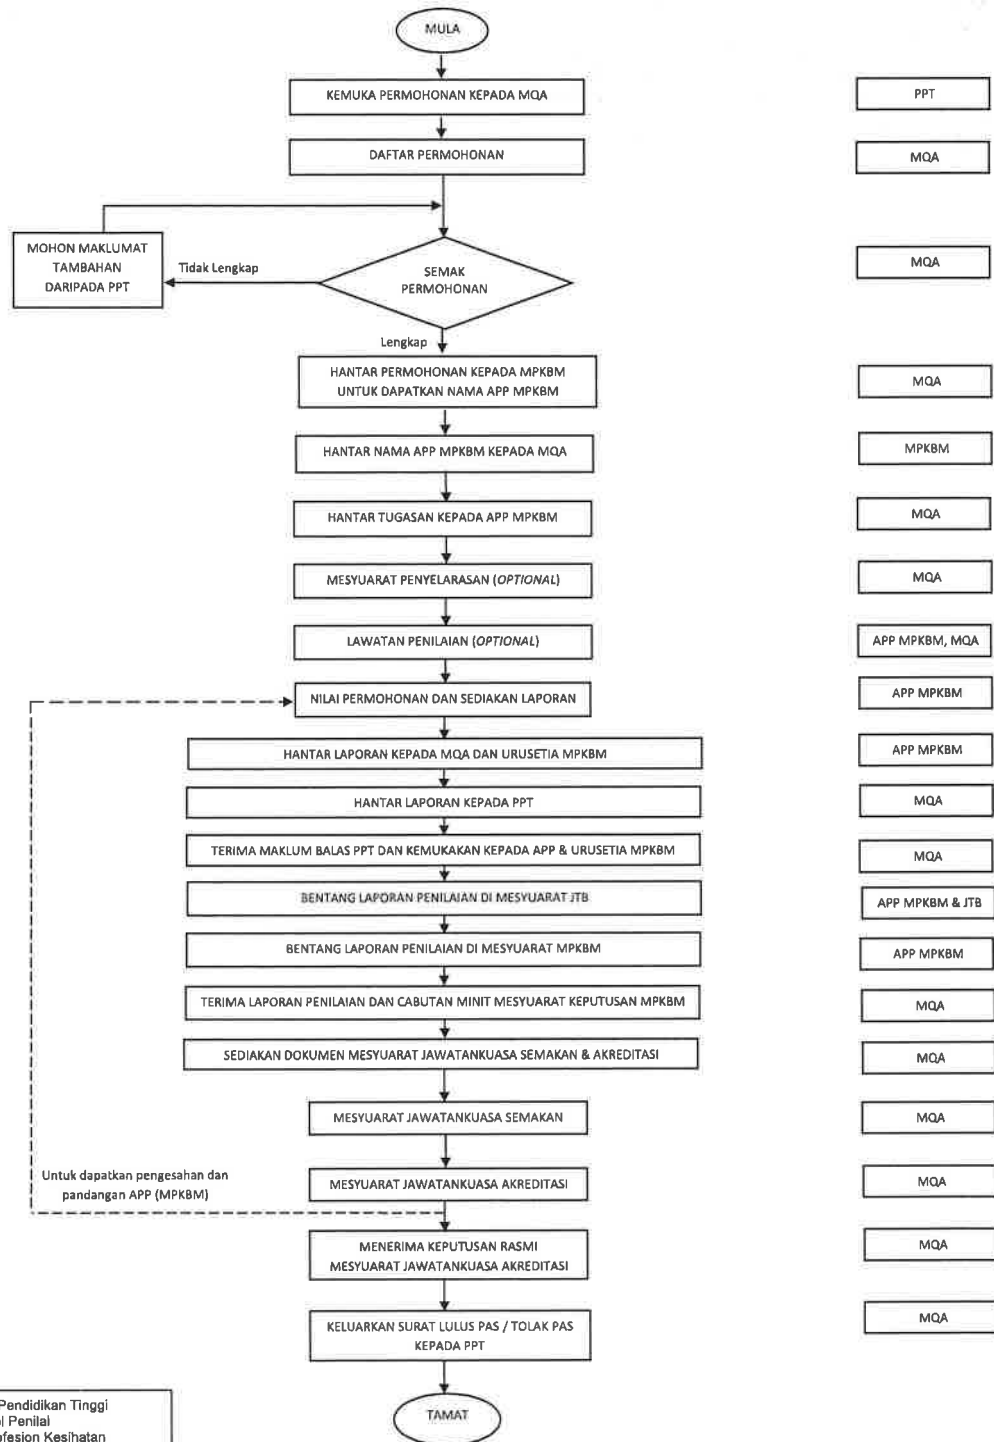 MULA
KEMUKA PERMOHONAN KEPADA MQA
PPT
DAFTAR PERMOHONAN
MQA
MOHON MAKLUMAT
TAMBAHAN
DARIPADA PPT
Tidak Lengkap
SEMAK
PERMOHONAN
MQA
Lengkap
HANTAR PERMOHONAN KEPADA MPKBM
UNTUK DAPATKAN NAMA APP MPKBM
MQA
HANTAR NAMA APP MPKBM KEPADA MQA
MPKBM
HANTAR TUGASAN KEPADA APP MPKBM
MQA
MESYUARAT PENYELARASAN (OPTIONAL)
MQA
LAWATAN PENILAIAN (OPTIONAL)
APP MPKBM, MQA
NILAI PERMOHONAN DAN SEDIAKAN LAPORAN
APP MPKBM
HANTAR LAPORAN KEPADA MQA DAN URUSETIA MPKBM
APP MPKBM
HANTAR LAPORAN KEPADA PPT
MQA
TERIMA MAKLUM BALAS PPT DAN KEMUKAKAN KEPADA APP & URUSETIA MPKBM
MQA
BENTANG LAPORAN PENILAIAN DI MESYUARAT JTB
APP MPKBM & JTB
BENTANG LAPORAN PENILAIAN DI MESYUARAT MPKBM
APP MPKBM
TERIMA LAPORAN PENILAIAN DAN CABUTAN MINIT MESYUARAT KEPUTUSAN MPKBM
MQA
SEDIAKAN DOKUMEN MESYUARAT JAWATANKUASA SEMAKAN & AKREDITASI
MQA
MESYUARAT JAWATANKUASA SEMAKAN
MQA
Untuk dapatkan pengesahan dan
pandangan APP (MPKBM)
MESYUARAT JAWATANKUASA AKREDITASI
MQA
MENERIMA KEPUTUSAN RASMI
MESYUARAT JAWATANKUASA AKREDITASI
MQA
KELUARKAN SURAT LULUS PAS / TOLAK PAS
KEPADA PPT
MQA
TAMAT
Pendidikan Tinggi
Penilai
Kesihatan